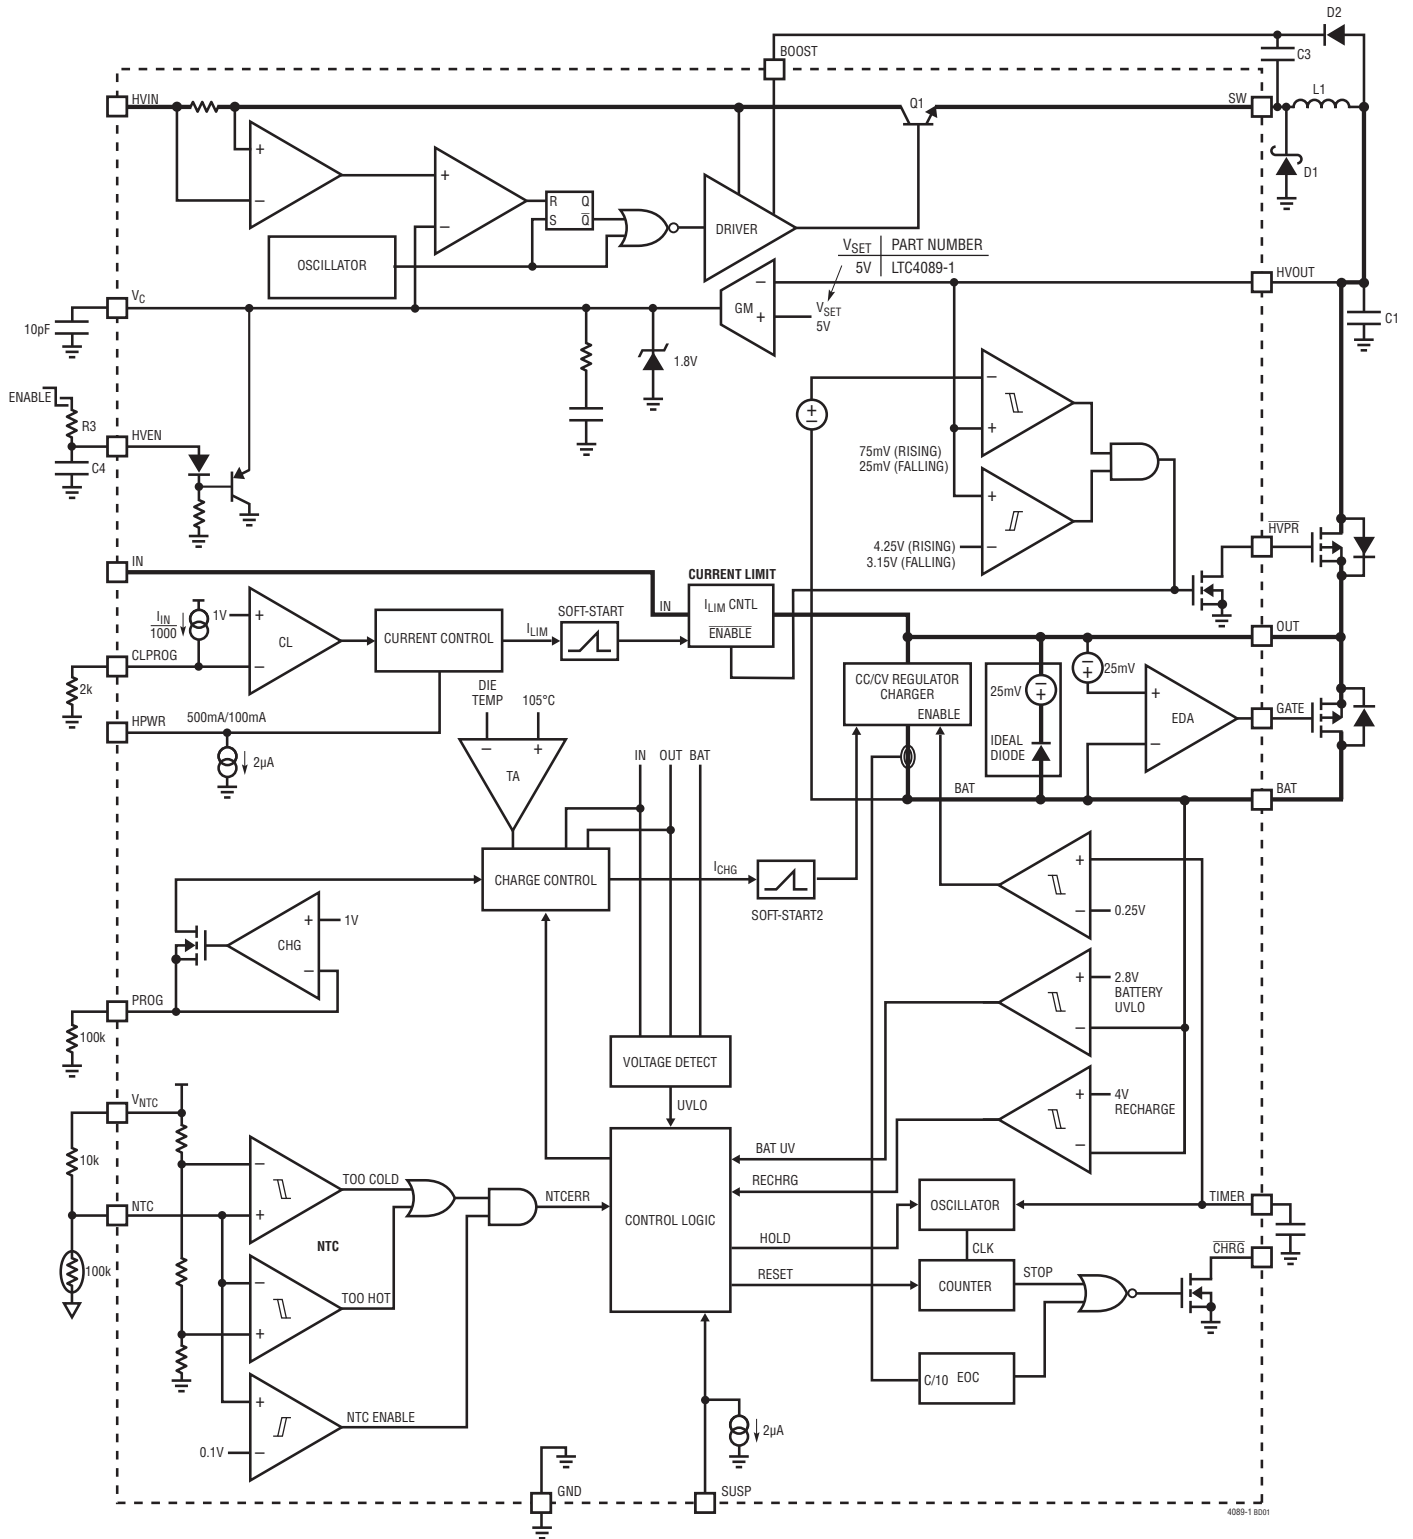 D2
BOOST
C3
HVIN
Q1
SW
L1
D1
R Q
S Q
DRIVER
OSCILLATOR
VSET PART NUMBER
5V LTC4089-1
HVOUT
VC
GM
VSET
5V
10pF
1.8V
C1
ENABLE
R3
HVEN
C4
75mV (RISING)
25mV (FALLING)
HVPR
4.25V (RISING)
3.15V (FALLING)
IN
CURRENT LIMIT
IIN
1000
1V
CL
CURRENT CONTROL
ILIM
SOFT-START
IN
ILIM CNTL
ENABLE
OUT
CLPROG
2k
CC/CV REGULATOR
CHARGER
ENABLE
25mV
25mV
IDEAL
DIODE
EDA
GATE
DIE
TEMP
105°C
HPWR
500mA/100mA
2μA
TA
IN OUT BAT
BAT
BAT
CHARGE CONTROL
ICHG
SOFT-START2
0.25V
CHG
1V
2.8V
BATTERY
UVLO
PROG
100k
VOLTAGE DETECT
UVLO
4V
RECHARGE
VNTC
10k
TOO COLD
NTC
NTCERR
BAT UV
RECHRG
CONTROL LOGIC
OSCILLATOR
TIMER
NTC
HOLD
CLK
CHRG
100k
TOO HOT
RESET
COUNTER
STOP
C/10 EOC
NTC ENABLE
0.1V
2μA
GND
SUSP
4089-1 BD01